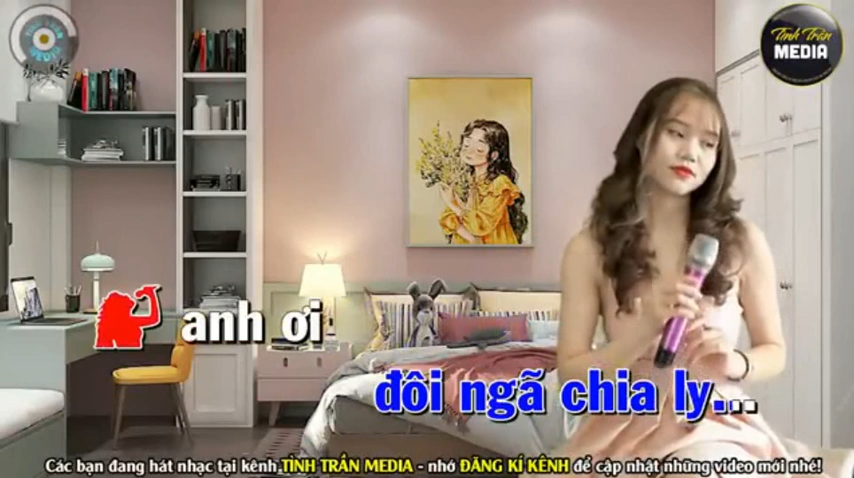 Tình Trần
MEDIA
anh ơi
đôi ngã chia ly...
Các bạn đang hát nhạc tại kênh TÌNH TRẦN MEDIA - nhớ ĐĂNG KÍ KÊNH để cập nhật những video mới nhé!